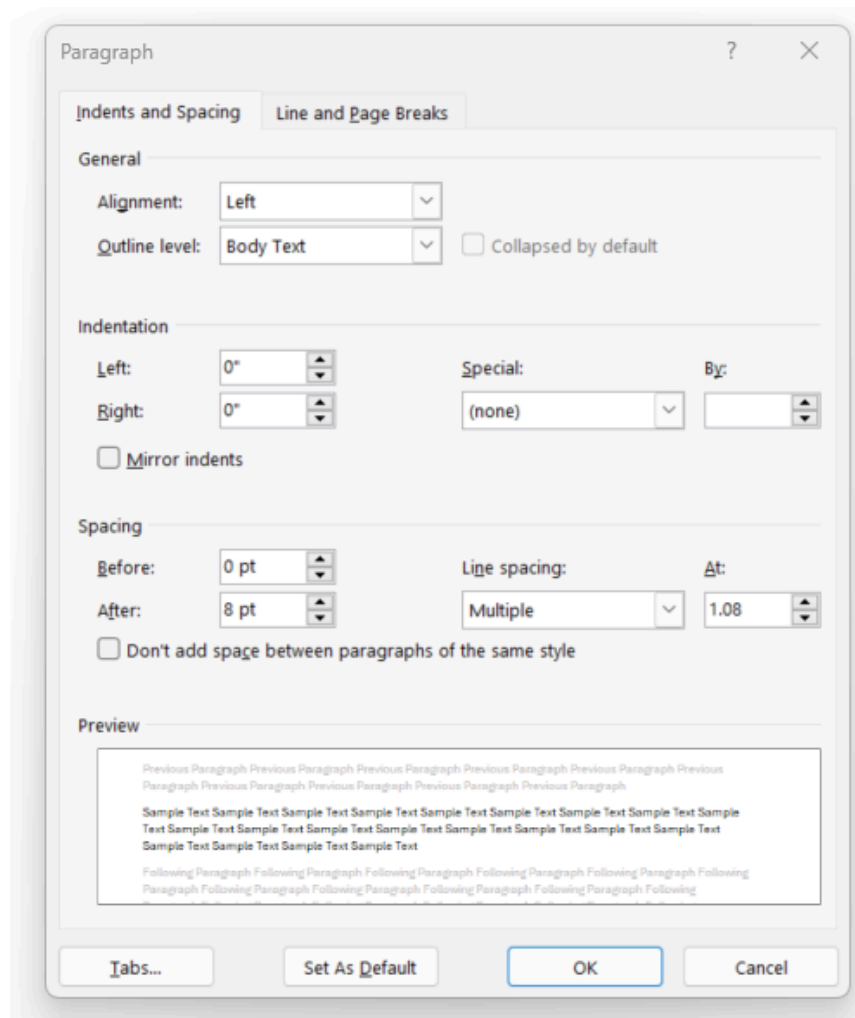 Paragraph ?
Indents and Spacing Line and Page Breaks
General
Alignment: Left
Outline level: Body Text Collapsed by default
Indentation
Left: 0" Special: By:
Right: 0" (none)
Mirror indents
Spacing
Before: 0 pt Line spacing: At:
After: 8 pt Multiple 1.08
Don't add space between paragraphs of the same style
Preview
Previous Paragraph Previous Paragraph Previous Paragraph Previous Paragraph Previous Paragraph Previous
Paragraph Previous Paragraph Previous Paragraph Previous Paragraph Previous Paragraph
Sample Text Sample Text Sample Text Sample Text Sample Text Sample Text Sample Text Sample Text Sample
Text Sample Text Sample Text Sample Text Sample Text Sample Text Sample Text Sample Text Sample Text
Sample Text Sample Text Sample Text Sample Text
Following Paragraph Following Paragraph Following Paragraph Following Paragraph Following Paragraph Following
Paragraph Following Paragraph Following Paragraph Following Paragraph Following Paragraph Following
Tabs... Set As Default OK Cancel